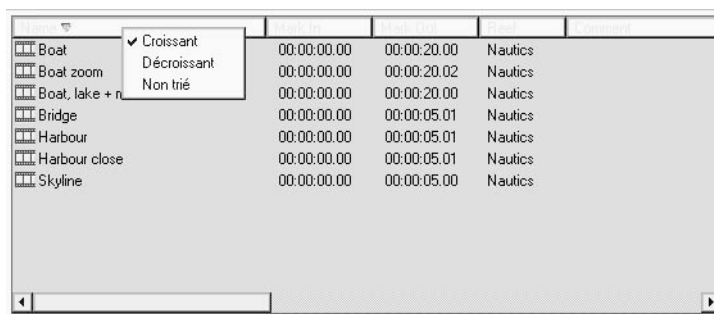 Name Mark In Mark Out Reel Comment
Croissant
Décroissant
Non trié
Boat 00:00:00.00 00:00:20.00 Nautics
Boat zoom 00:00:00.00 00:00:20.02 Nautics
Boat, lake + 00:00:00.00 00:00:20.00 Nautics
Bridge 00:00:00.00 00:00:05.01 Nautics
Harbour 00:00:00.00 00:00:05.01 Nautics
Harbour close 00:00:00.00 00:00:05.01 Nautics
Skyline 00:00:00.00 00:00:05.00 Nautics